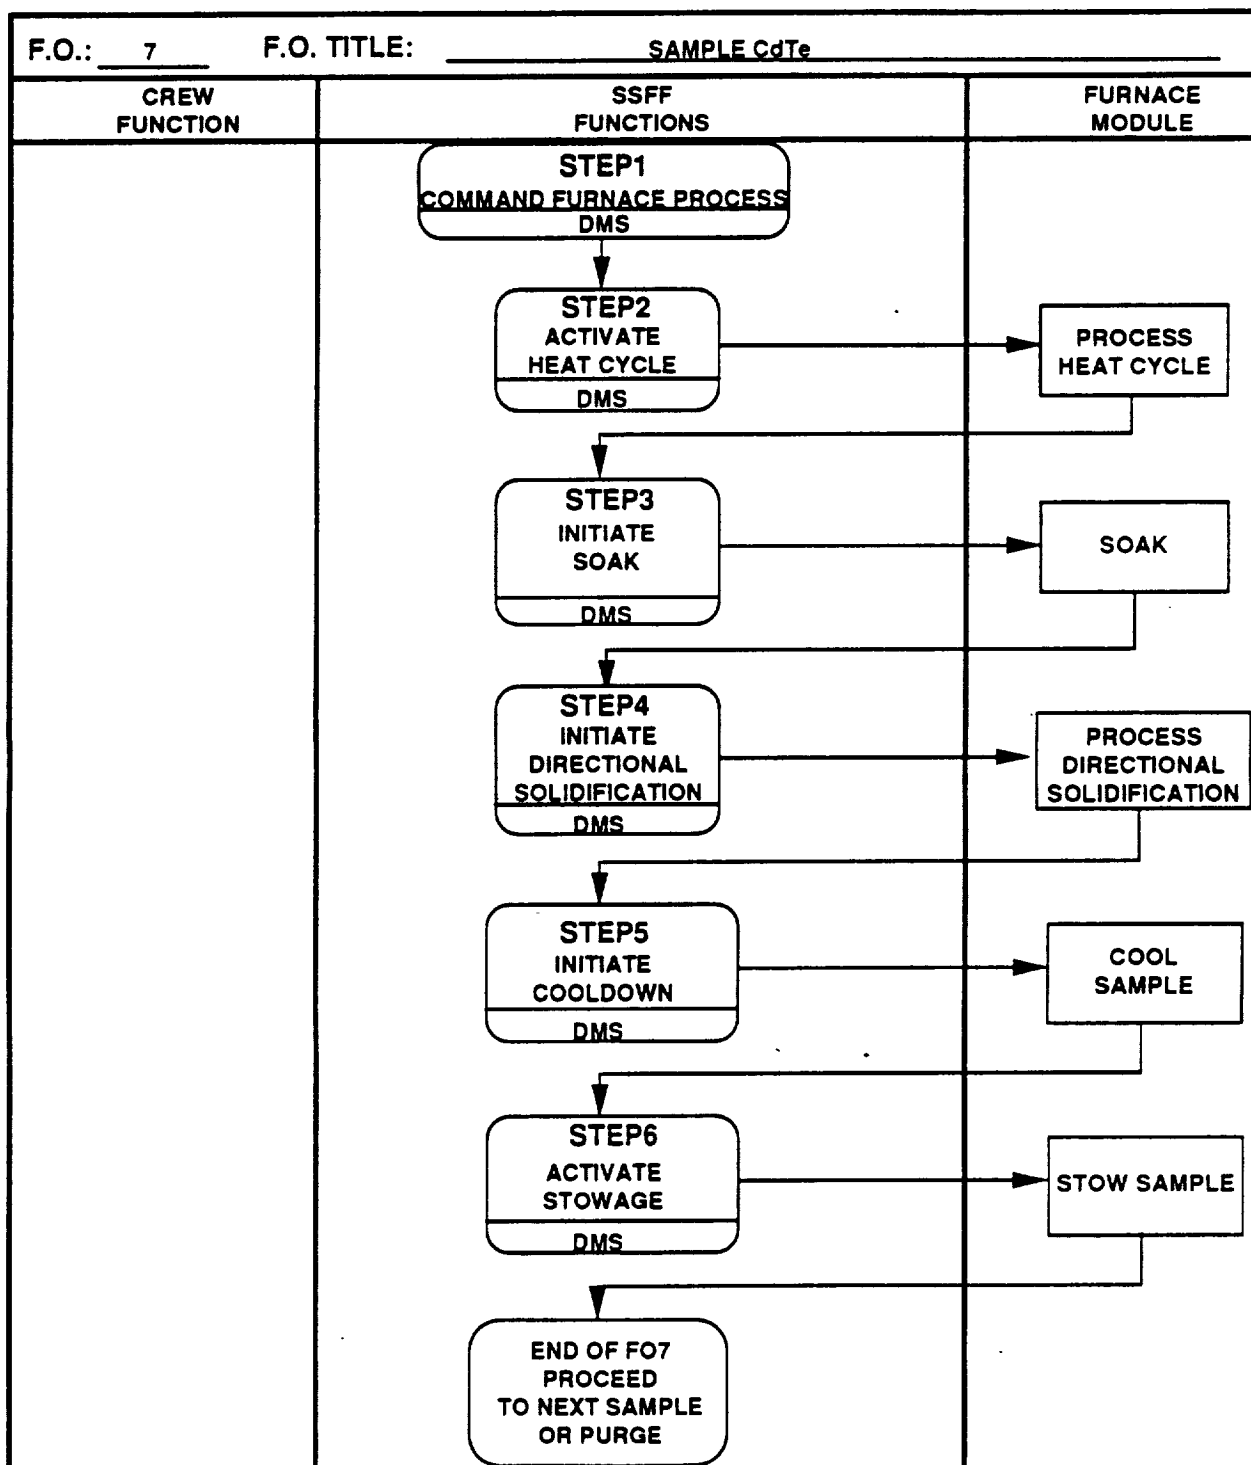 F.O.: 7 F.O. TITLE: SAMPLE CdTe
CREW
FUNCTION
SSFF
FUNCTIONS
FURNACE
MODULE
STEP1
COMMAND FURNACE PROCESS
DMS
STEP2
ACTIVATE
HEAT CYCLE
DMS
PROCESS
HEAT CYCLE
STEP3
INITIATE
SOAK
DMS
SOAK
STEP4
INITIATE
DIRECTIONAL
SOLIDIFICATION
DMS
PROCESS
DIRECTIONAL
SOLIDIFICATION
STEP5
INITIATE
COOLDOWN
DMS
COOL
SAMPLE
STEP6
ACTIVATE
STOWAGE
DMS
STOW SAMPLE
END OF FO7
PROCEED
TO NEXT SAMPLE
OR PURGE